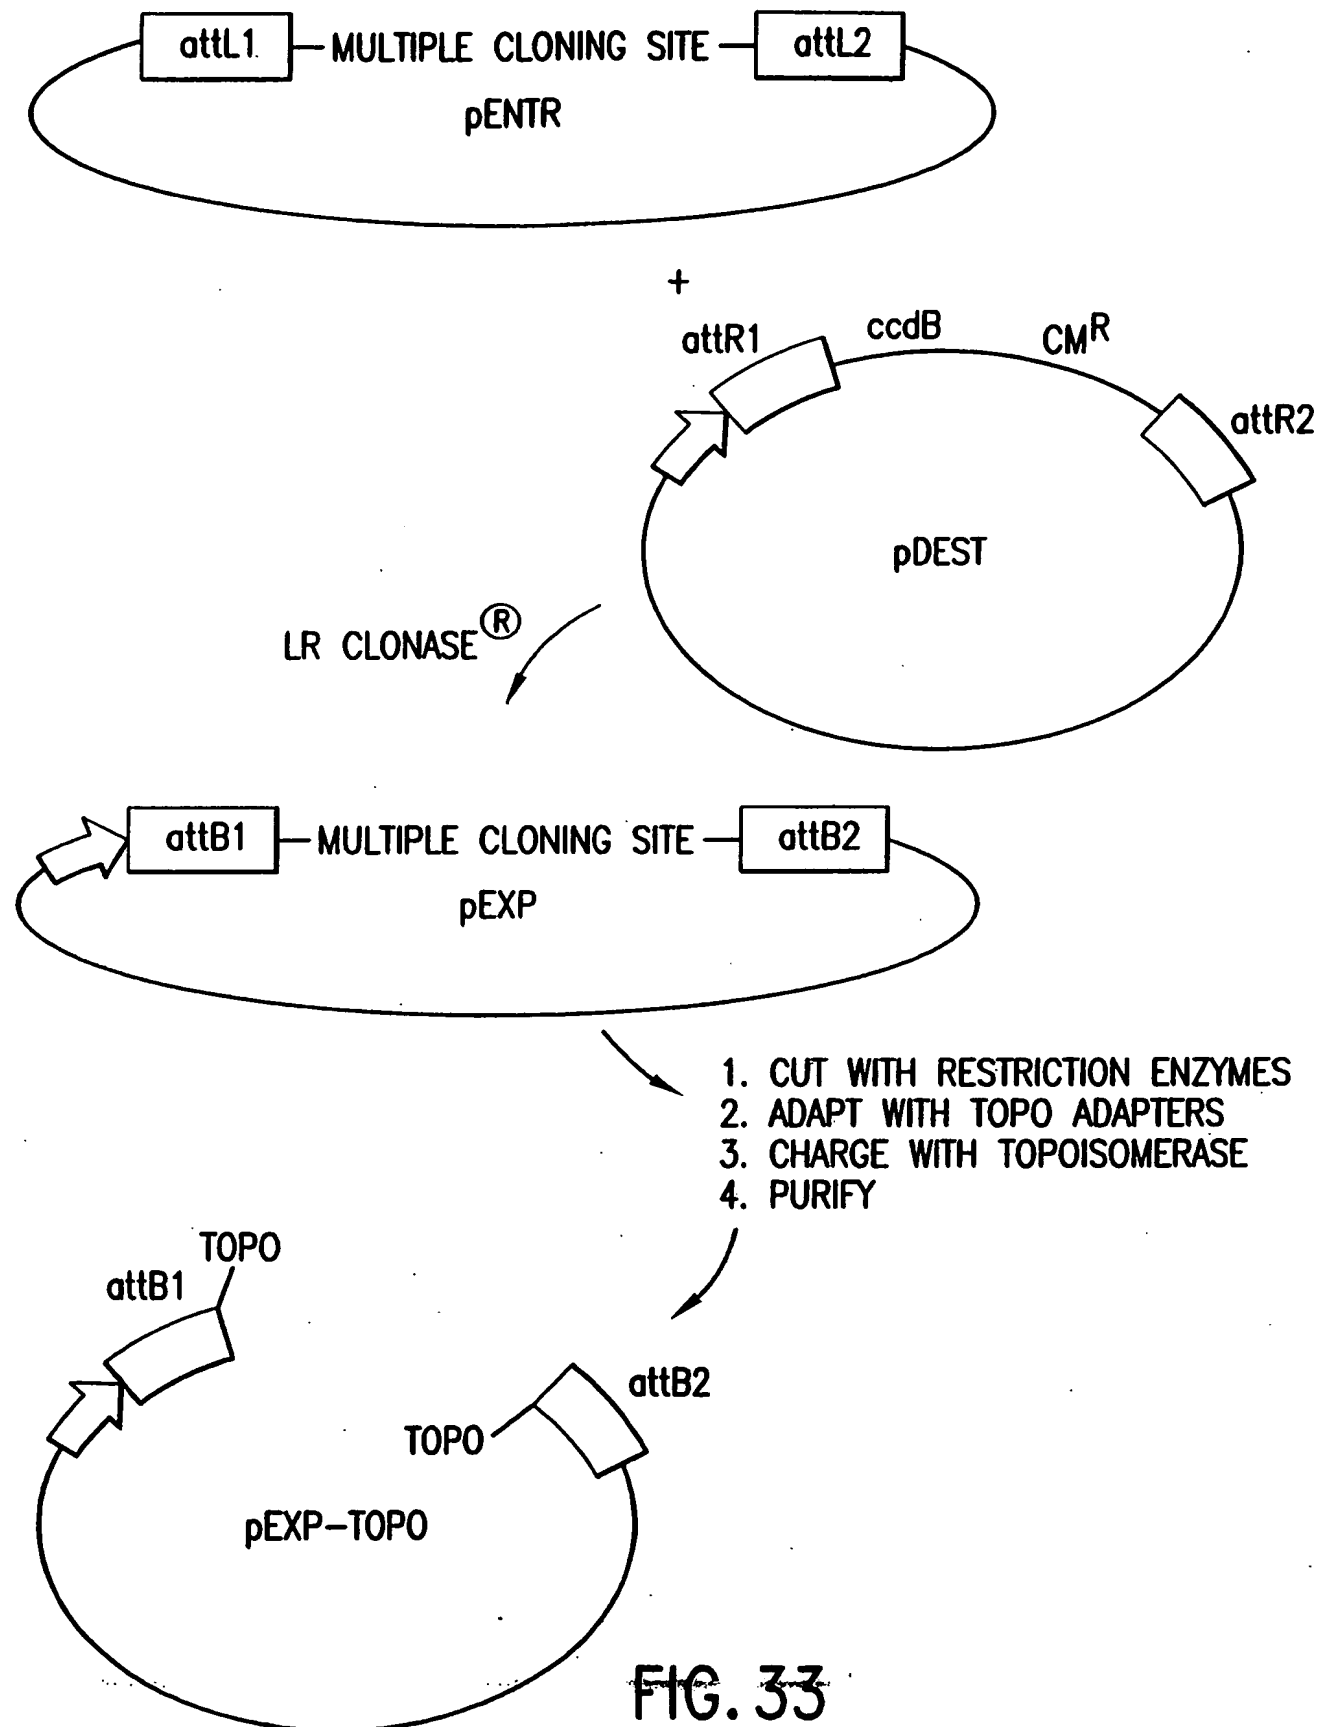 attL1
MULTIPLE CLONING SITE
attL2
pENTR
+
attR1
ccdB
CMR
attR2
pDEST
LR CLONASE®
attB1
MULTIPLE CLONING SITE
attB2
pEXP
1. CUT WITH RESTRICTION ENZYMES
2. ADAPT WITH TOPO ADAPTERS
3. CHARGE WITH TOPOISOMERASE
4. PURIFY
TOPO
attB1
attB2
TOPO
pEXP-TOPO
FIG. 33